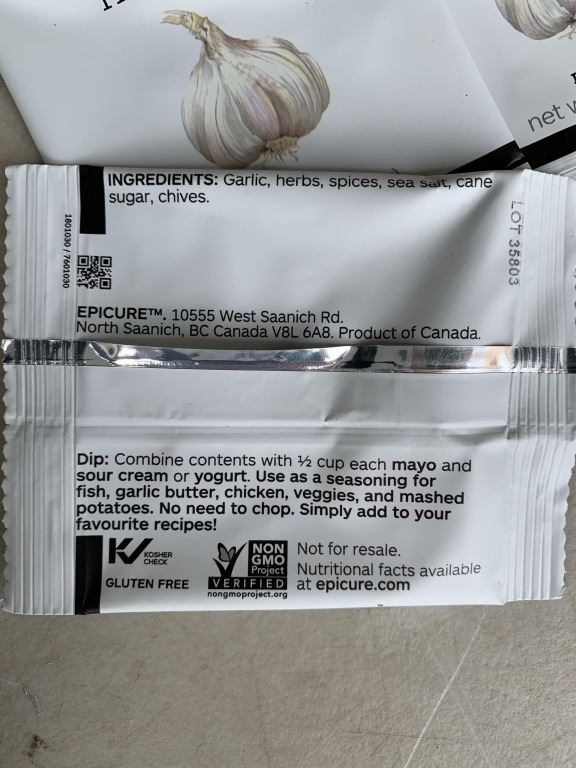 net
INGREDIENTS: Garlic, herbs, spices, sea salt, cane
sugar, chives.
LOT 35803
1801030 / 7601030
EPICURE™. 10555 West Saanich Rd.
North Saanich, BC Canada V8L 6A8. Product of Canada.
Dip: Combine contents with ½ cup each mayo and
sour cream or yogurt. Use as a seasoning for
fish, garlic butter, chicken, veggies, and mashed
potatoes. No need to chop. Simply add to your
favourite recipes!
KOSHER
CHECK
GLUTEN FREE
NON
GMO
Project
VERIFIED
nongmoproject.org
Not for resale.
Nutritional facts available
at epicure.com